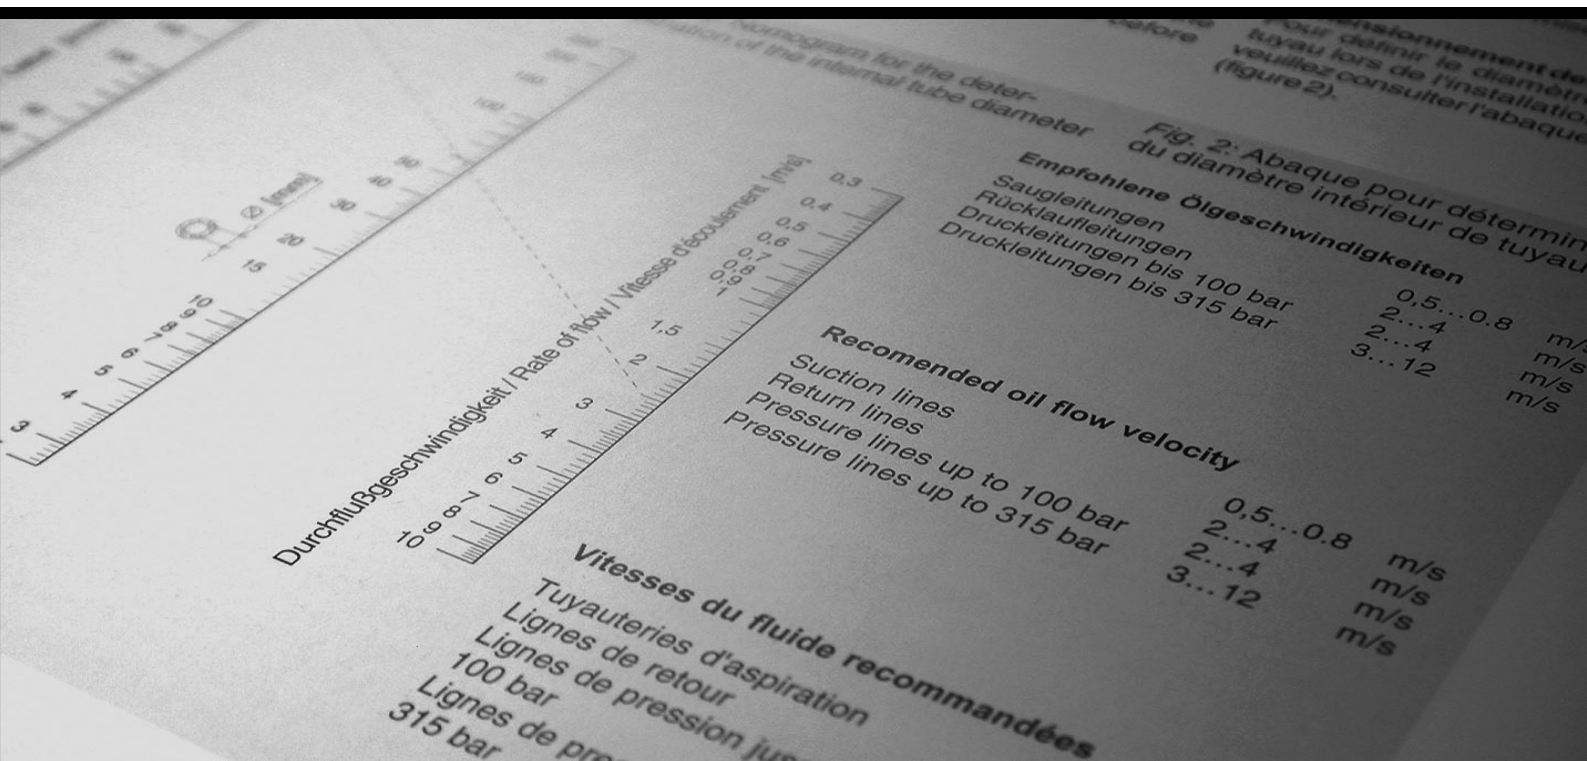 before
Pour définir le diamètre
tuyau lors de l'installatio
veuillez consulter l'abaque
(figure 2).
Nomogram for the deter-
of the internal tube diameter
Fig. 2: Abaque pour détermin
du diamètre intérieur de tuyau
100
50
40
30
20
15
10
9
8
7
6
5
4
3
Ø [mm]
Durchflußgeschwindigkeit / Rate of flow / Vitesse d'écoulement [m/s]
0,3
0,4
0,5
0,6
0,7
0,8
0,9
1
1,5
2
3
4
5
6
7
8
9
10
Empfohlene Ölgeschwindigkeiten
Saugleitungen 0,5...0.8 m/s
Rücklaufleitungen 2...4 m/s
Druckleitungen bis 100 bar 2...4 m/s
Druckleitungen bis 315 bar 3...12 m/s
Recomended oil flow velocity
Suction lines 0,5...0.8 m/s
Return lines 2...4 m/s
Pressure lines up to 100 bar 2...4 m/s
Pressure lines up to 315 bar 3...12 m/s
Vitesses du fluide recommandées
Tuyauteries d'aspiration
Lignes de retour
Lignes de pression jus
100 bar
Lignes de pre
315 bar